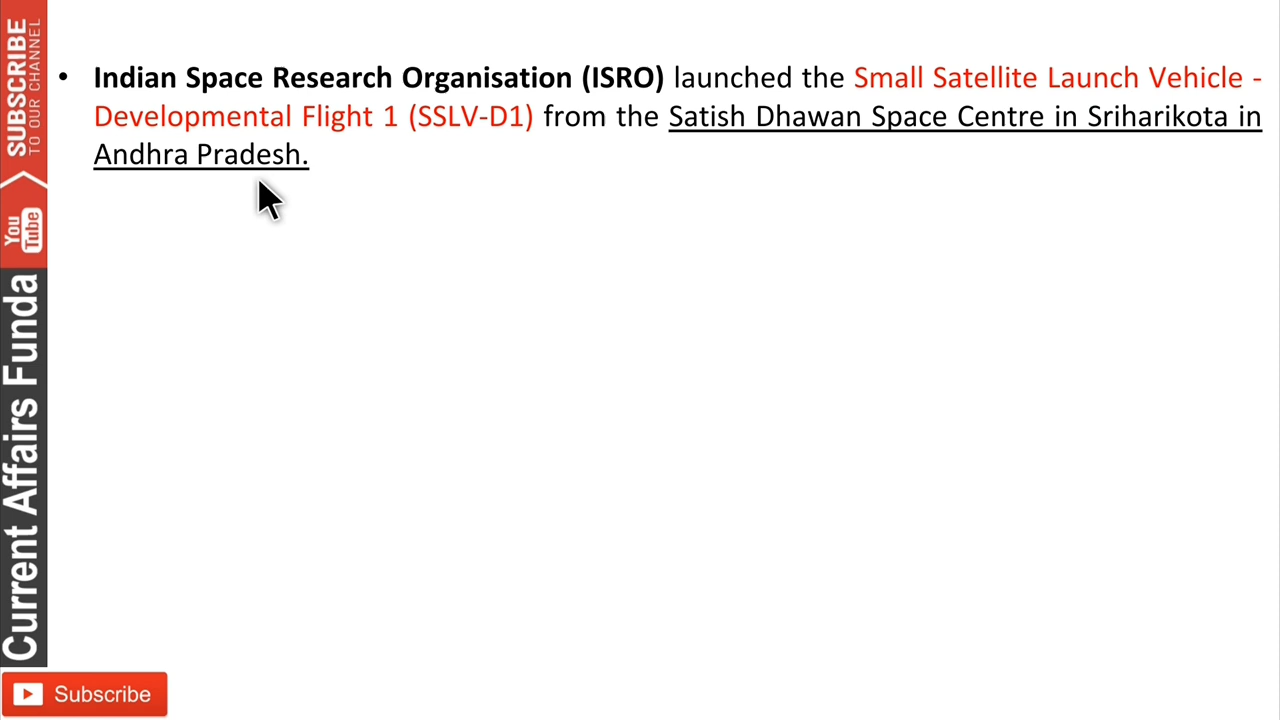 • Indian Space Research Organisation (ISRO) launched the Small Satellite Launch Vehicle -
Developmental Flight 1 (SSLV-D1) from the Satish Dhawan Space Centre in Sriharikota in
Andhra Pradesh.
SUBSCRIBE
TO OUR CHANNEL
You
Tube
Current Affairs Funda
Subscribe